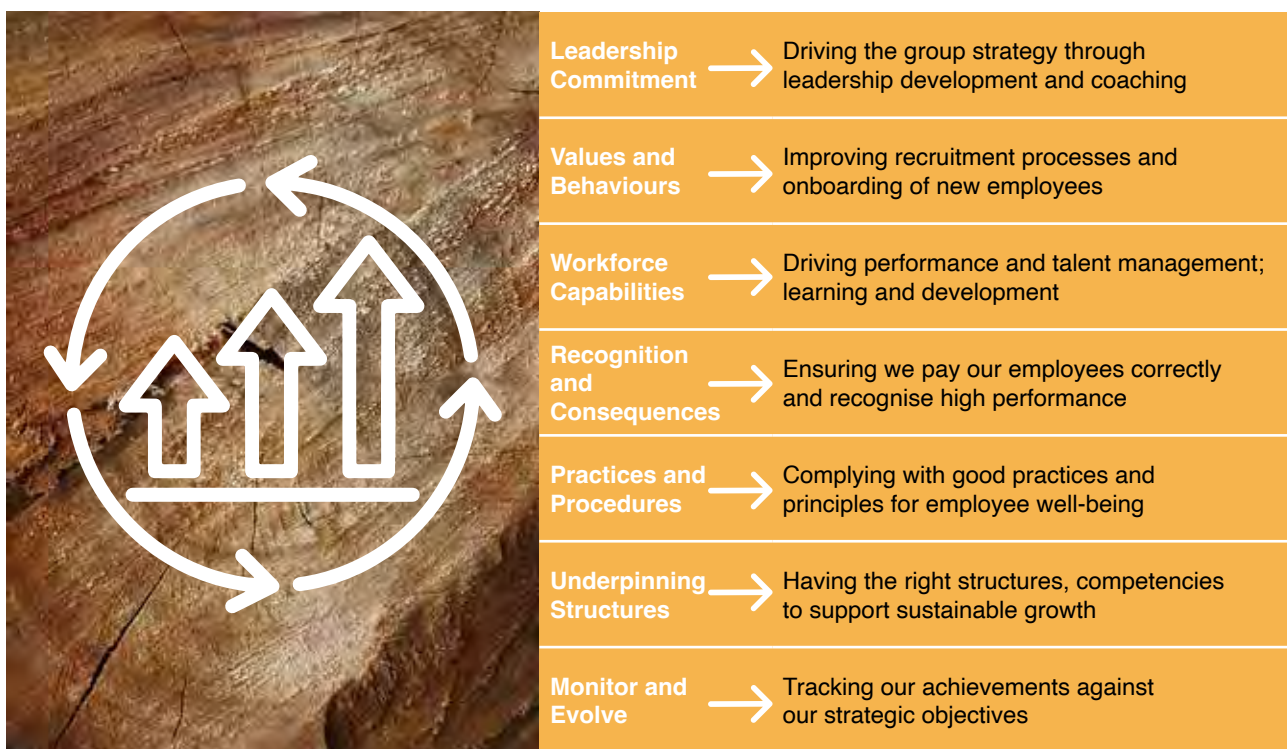 Leadership
Commitment
Driving the group strategy through
leadership development and coaching
Values and
Behaviours
Improving recruitment processes and
onboarding of new employees
Workforce
Capabilities
Driving performance and talent management;
learning and development
Recognition
and
Consequences
Ensuring we pay our employees correctly
and recognise high performance
Practices and
Procedures
Complying with good practices and
principles for employee well-being
Underpinning
Structures
Having the right structures, competencies
to support sustainable growth
Monitor and
Evolve
Tracking our achievements against
our strategic objectives